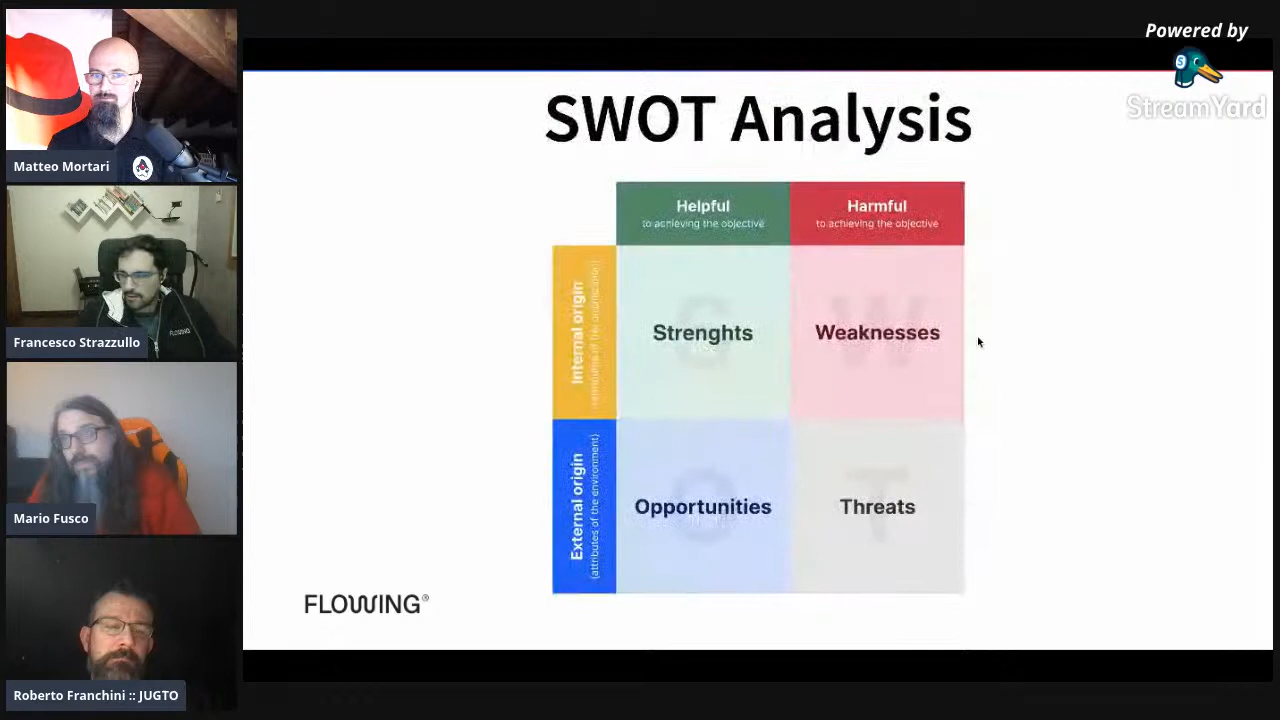 Powered by
StreamYard
SWOT Analysis
Helpful
to achieving the objective
Harmful
to achieving the objective
Internal origin
Strenghts
Weaknesses
External origin
(attributes of the environment)
Opportunities
Threats
FLOWING®
Matteo Mortari
Francesco Strazzullo
FLOWING
Mario Fusco
Roberto Franchini :: JUGTO